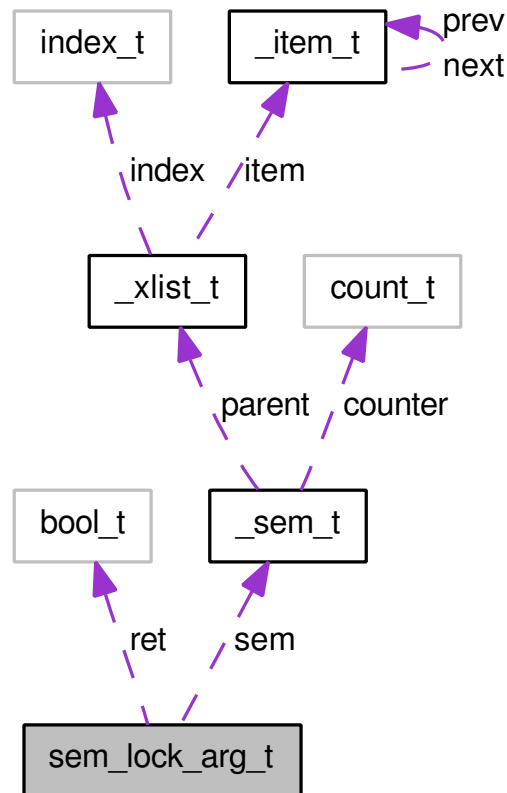 index_t
_item_t
prev
next
index
item
_xlist_t
count_t
parent
counter
bool_t
_sem_t
ret
sem
sem_lock_arg_t